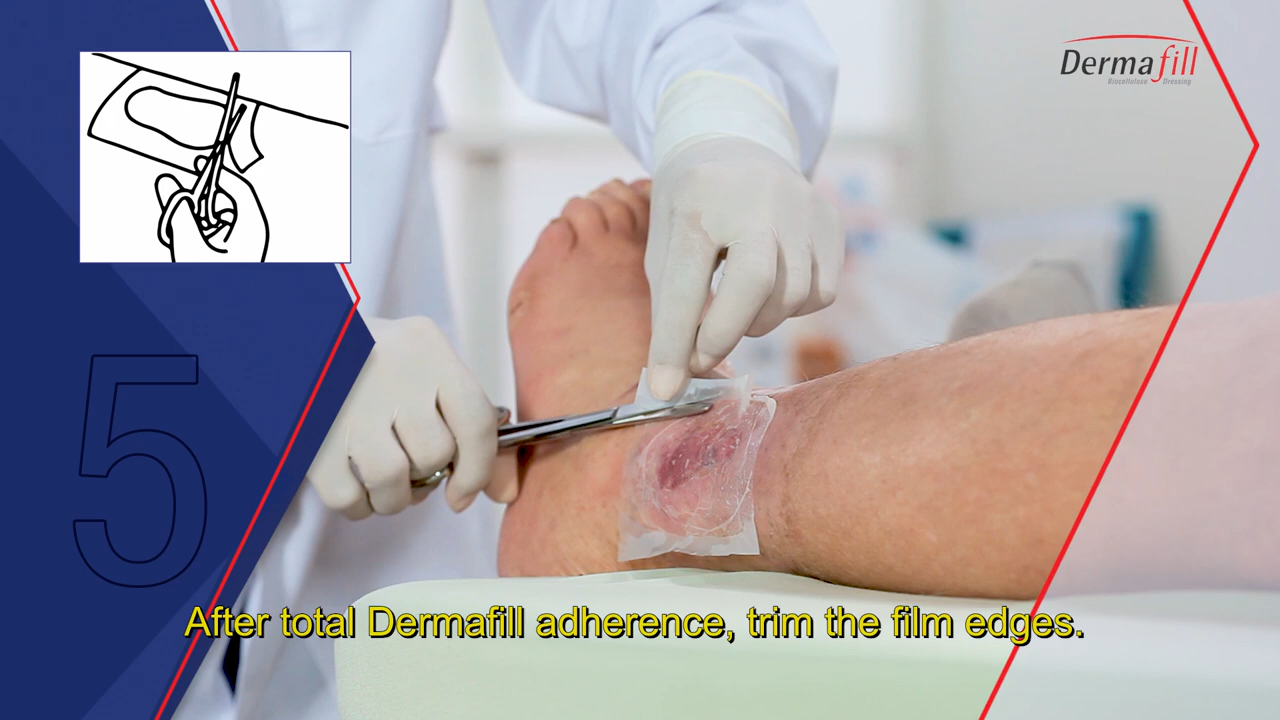 Dermafill
Biocellulose Dressing
5
After total Dermafill adherence, trim the film edges.